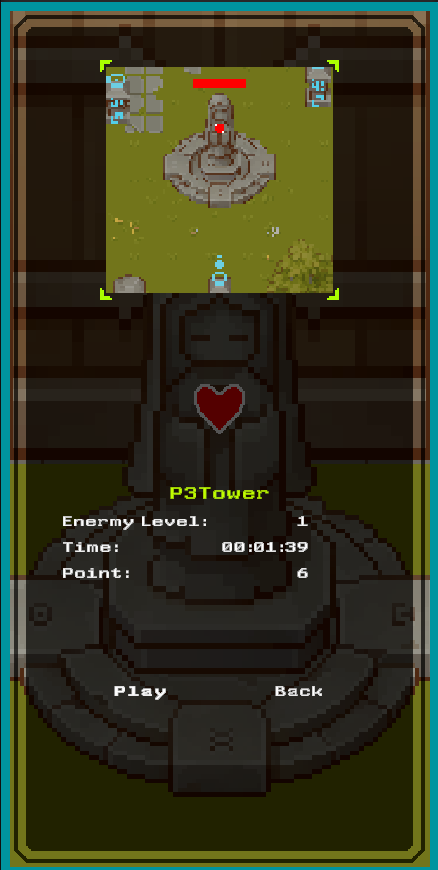 P3Tower
Enermy Level: 1
Time: 00:01:39
Point: 6
Play Back